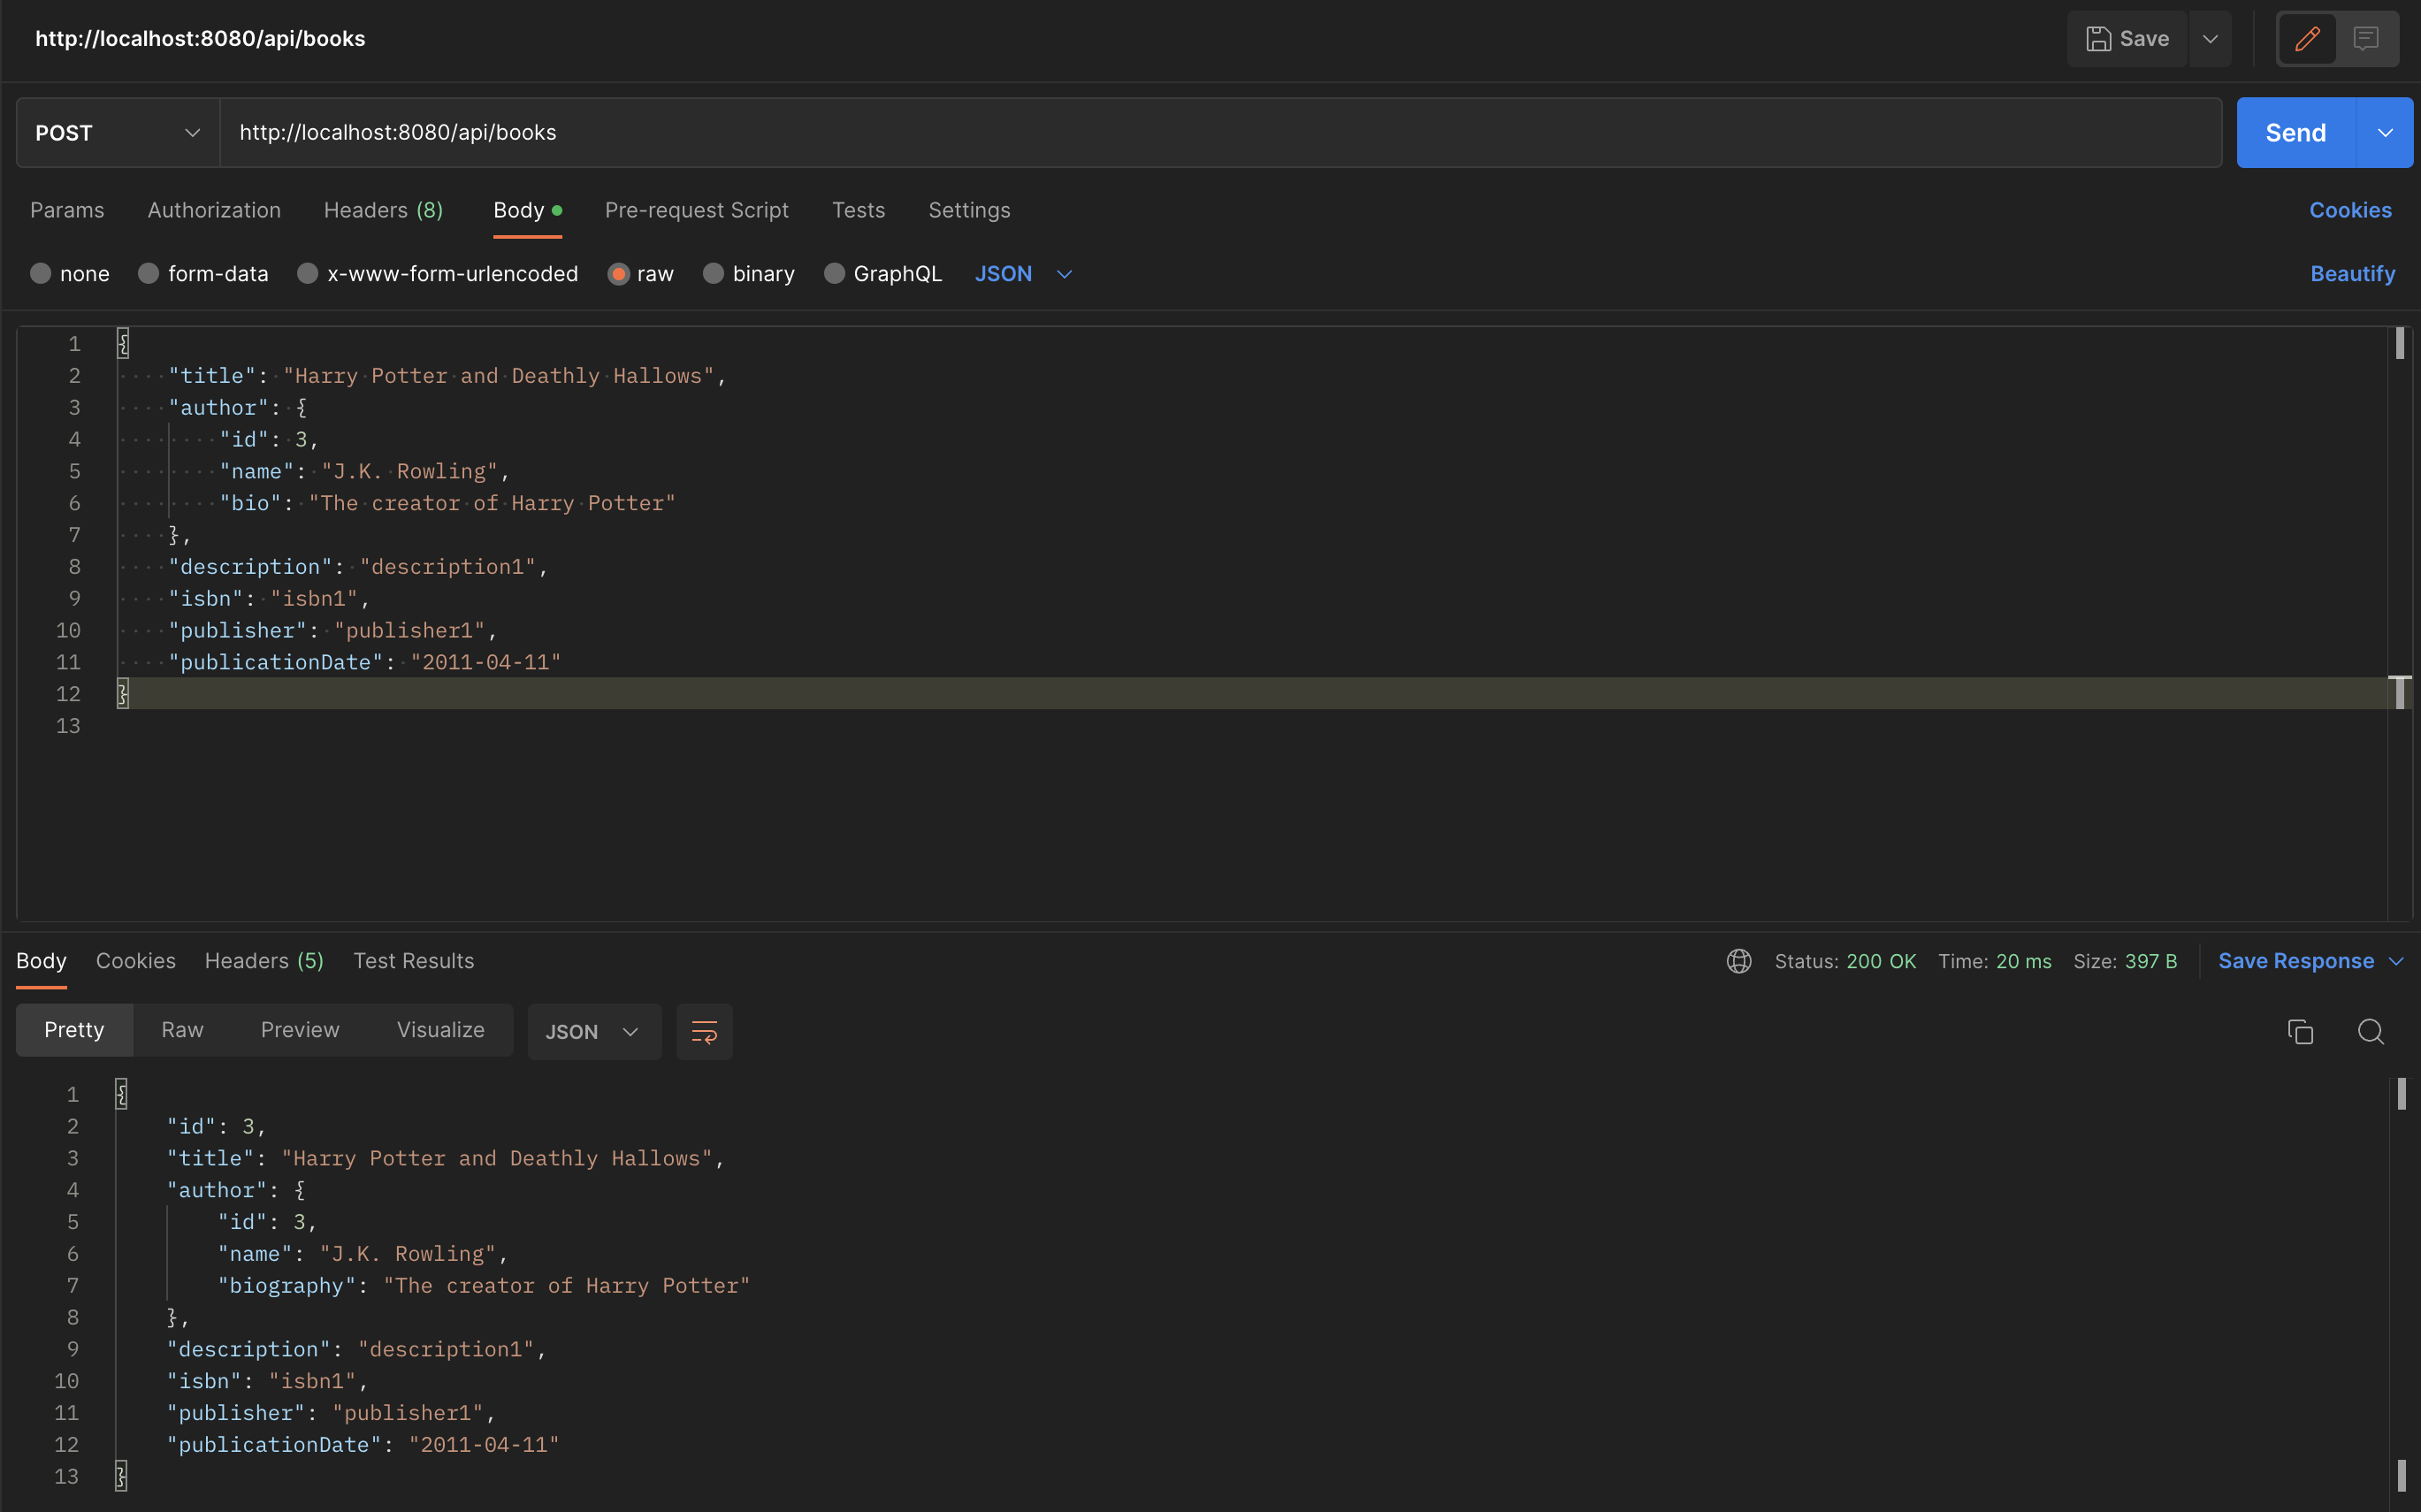 http://localhost:8080/api/books
Save
POST
http://localhost:8080/api/books
Send
Params Authorization Headers (8) Body Pre-request Script Tests Settings Cookies
none form-data x-www-form-urlencoded raw binary GraphQL JSON Beautify
1 {
2 "title": "Harry Potter and Deathly Hallows",
3 "author": {
4 "id": 3,
5 "name": "J.K. Rowling",
6 "bio": "The creator of Harry Potter"
7 },
8 "description": "description1",
9 "isbn": "isbn1",
10 "publisher": "publisher1",
11 "publicationDate": "2011-04-11"
12 }
13
Body Cookies Headers (5) Test Results Status: 200 OK Time: 20 ms Size: 397 B Save Response
Pretty Raw Preview Visualize JSON
1 {
2 "id": 3,
3 "title": "Harry Potter and Deathly Hallows",
4 "author": {
5 "id": 3,
6 "name": "J.K. Rowling",
7 "biography": "The creator of Harry Potter"
8 },
9 "description": "description1",
10 "isbn": "isbn1",
11 "publisher": "publisher1",
12 "publicationDate": "2011-04-11"
13 }